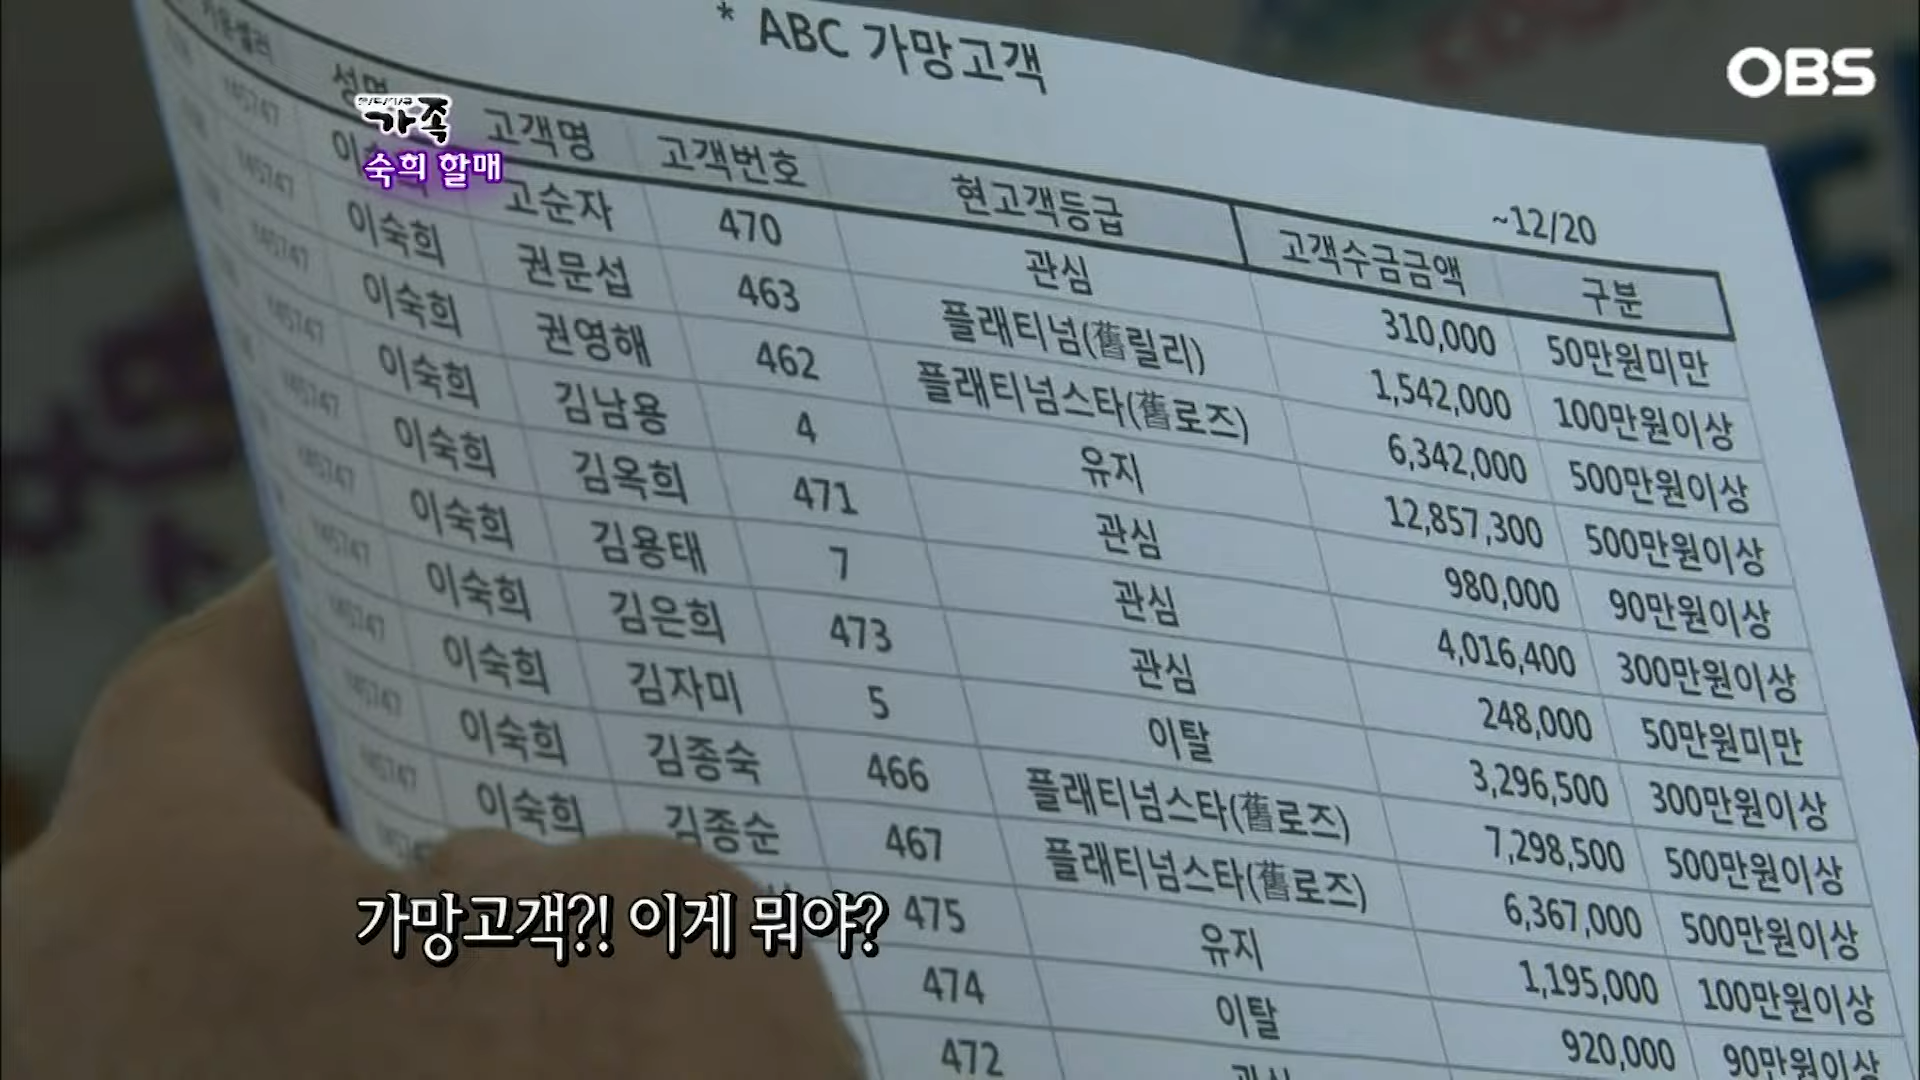 OBS
* ABC 가망고객
~12/20
가족
숙희 할매
성명 고객명 고객번호 현고객등급 고객수금금액 구분
고순자 470 관심 310,000 50만원미만
이숙희 권문섭 463 플래티넘(舊릴리) 1,542,000 100만원이상
이숙희 권영해 462 플래티넘스타(舊로즈) 6,342,000 500만원이상
이숙희 김남용 4 유지 12,857,300 500만원이상
이숙희 김옥희 471 관심 980,000 90만원이상
이숙희 김용태 7 관심 4,016,400 300만원이상
이숙희 김은희 473 관심 248,000 50만원미만
이숙희 김자미 5 이탈 3,296,500 300만원이상
이숙희 김종숙 466 플래티넘스타(舊로즈) 7,298,500 500만원이상
이숙희 김종순 467 플래티넘스타(舊로즈) 6,367,000 500만원이상
475 유지 1,195,000 100만원이상
474 이탈 920,000 90만원이상
472
가망고객?! 이게 뭐야?